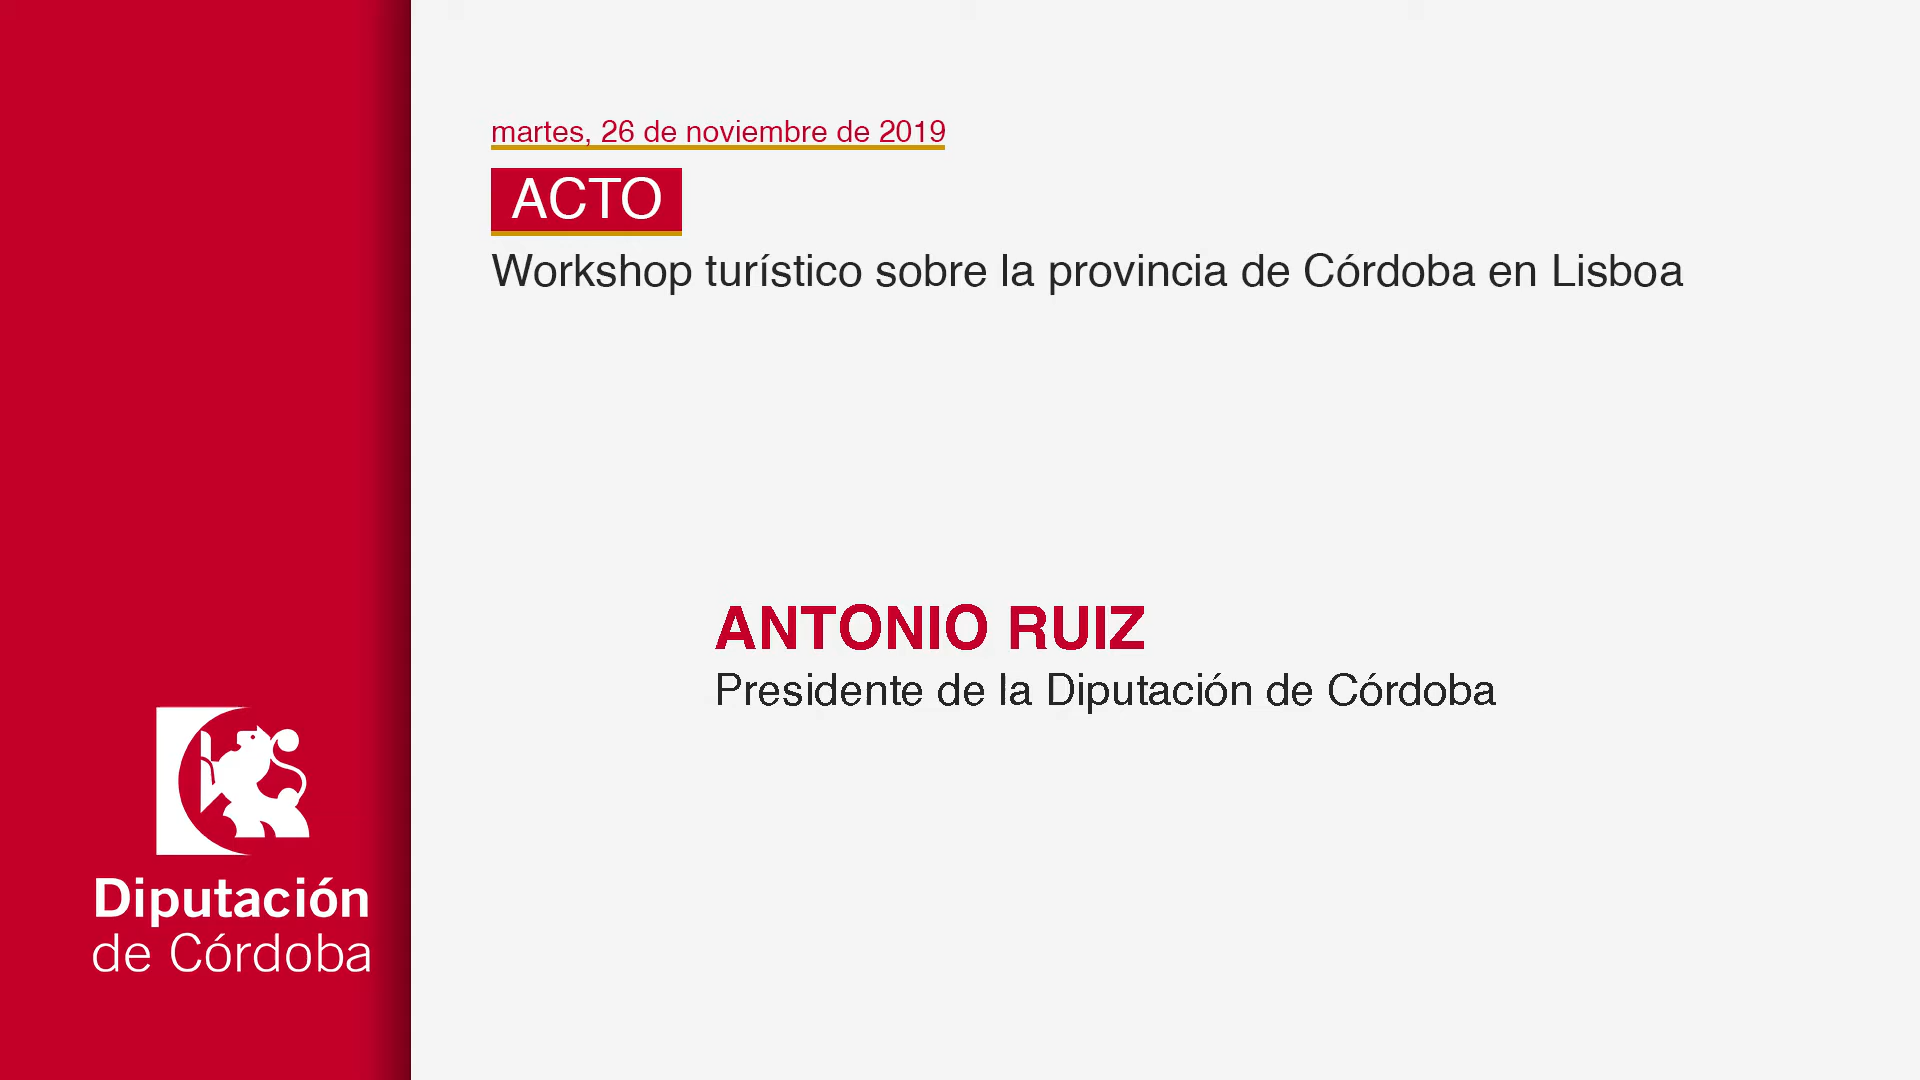 martes, 26 de noviembre de 2019
ACTO
Workshop turístico sobre la provincia de Córdoba en Lisboa
ANTONIO RUIZ
Presidente de la Diputación de Córdoba
Diputación
de Córdoba